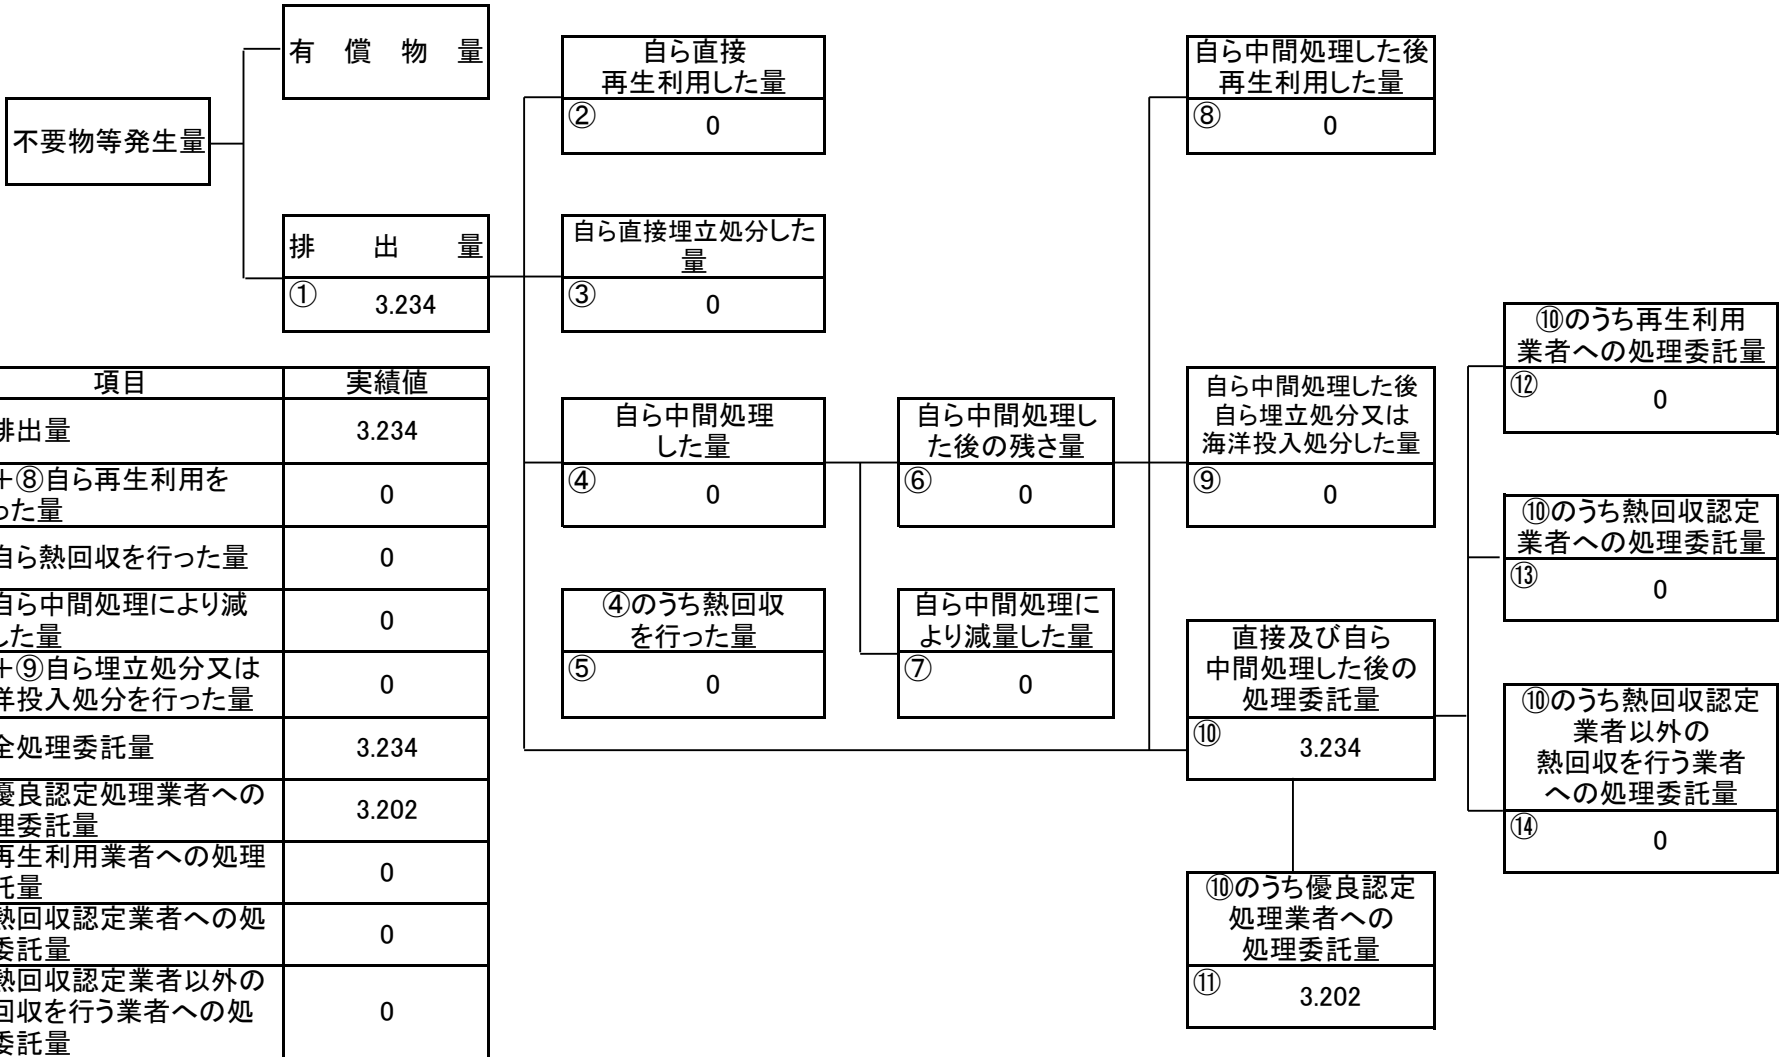 有 償 物 量
不要物等発生量
排 出 量
① 3.234
自ら直接
再生利用した量
② 0
自ら直接埋立処分した
量
③ 0
自ら中間処理
した量
④ 0
④のうち熱回収
を行った量
⑤ 0
自ら中間処理し
た後の残さ量
⑥ 0
自ら中間処理に
より減量した量
⑦ 0
自ら中間処理した後
再生利用した量
⑧ 0
自ら中間処理した後
自ら埋立処分又は
海洋投入処分した量
⑨ 0
直接及び自ら
中間処理した後の
処理委託量
⑩ 3.234
⑩のうち優良認定
処理業者への
処理委託量
⑪ 3.202
⑩のうち再生利用
業者への処理委託量
⑫ 0
⑩のうち熱回収認定
業者への処理委託量
⑬ 0
⑩のうち熱回収認定
業者以外の
熱回収を行う業者
への処理委託量
⑭ 0
項目 実績値
排出量 3.234
+⑧自ら再生利用を
った量 0
自ら熱回収を行った量 0
自ら中間処理により減
した量 0
+⑨自ら埋立処分又は
洋投入処分を行った量 0
全処理委託量 3.234
優良認定処理業者への
理委託量 3.202
再生利用業者への処理
託量 0
熱回収認定業者への処
委託量 0
熱回収認定業者以外の
回収を行う業者への処
委託量 0